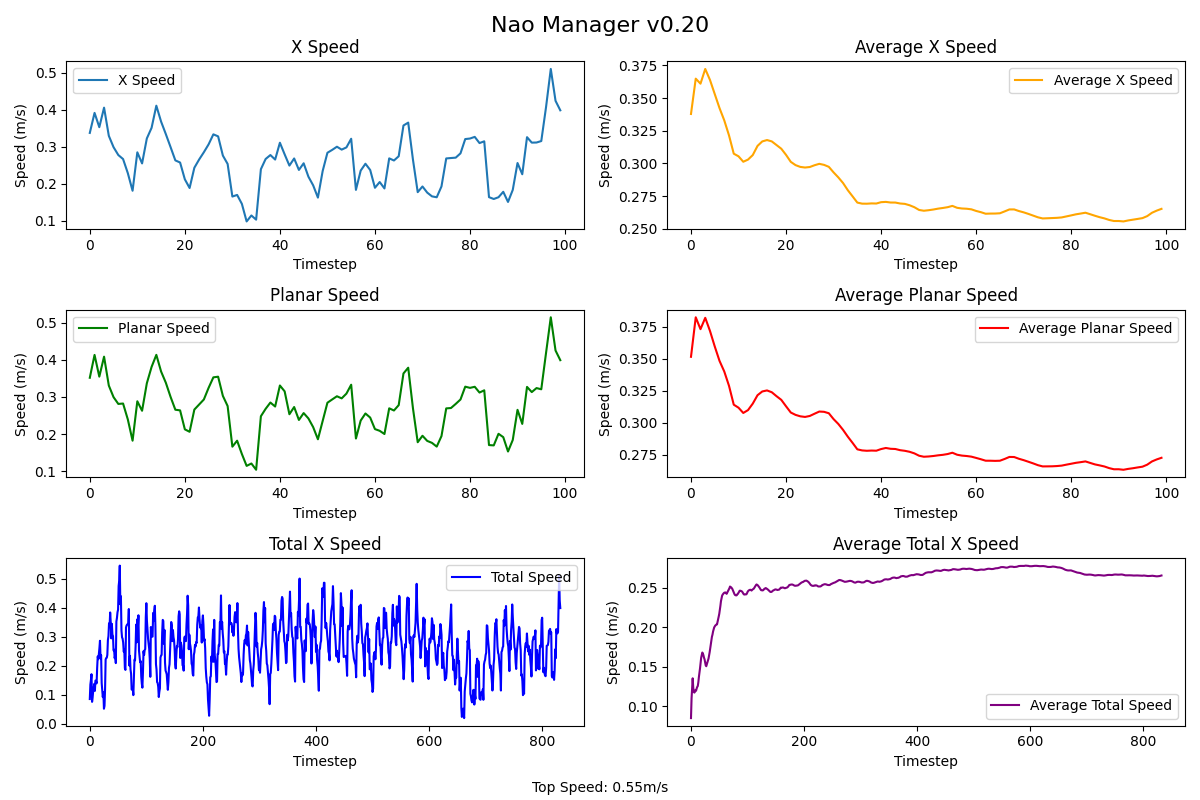 Nao Manager v0.20
X Speed
Speed (m/s)
0.5
0.4
0.3
0.2
0.1
X Speed
0 20 40 60 80 100
Timestep
Average X Speed
Speed (m/s)
0.375
0.350
0.325
0.300
0.275
0.250
Average X Speed
0 20 40 60 80 100
Timestep
Planar Speed
Speed (m/s)
0.5
0.4
0.3
0.2
0.1
Planar Speed
0 20 40 60 80 100
Timestep
Average Planar Speed
Speed (m/s)
0.375
0.350
0.325
0.300
0.275
Average Planar Speed
0 20 40 60 80 100
Timestep
Total X Speed
Speed (m/s)
0.5
0.4
0.3
0.2
0.1
0.0
Total Speed
0 200 400 600 800
Timestep
Average Total X Speed
Speed (m/s)
0.25
0.20
0.15
0.10
Average Total Speed
0 200 400 600 800
Timestep
Top Speed: 0.55m/s